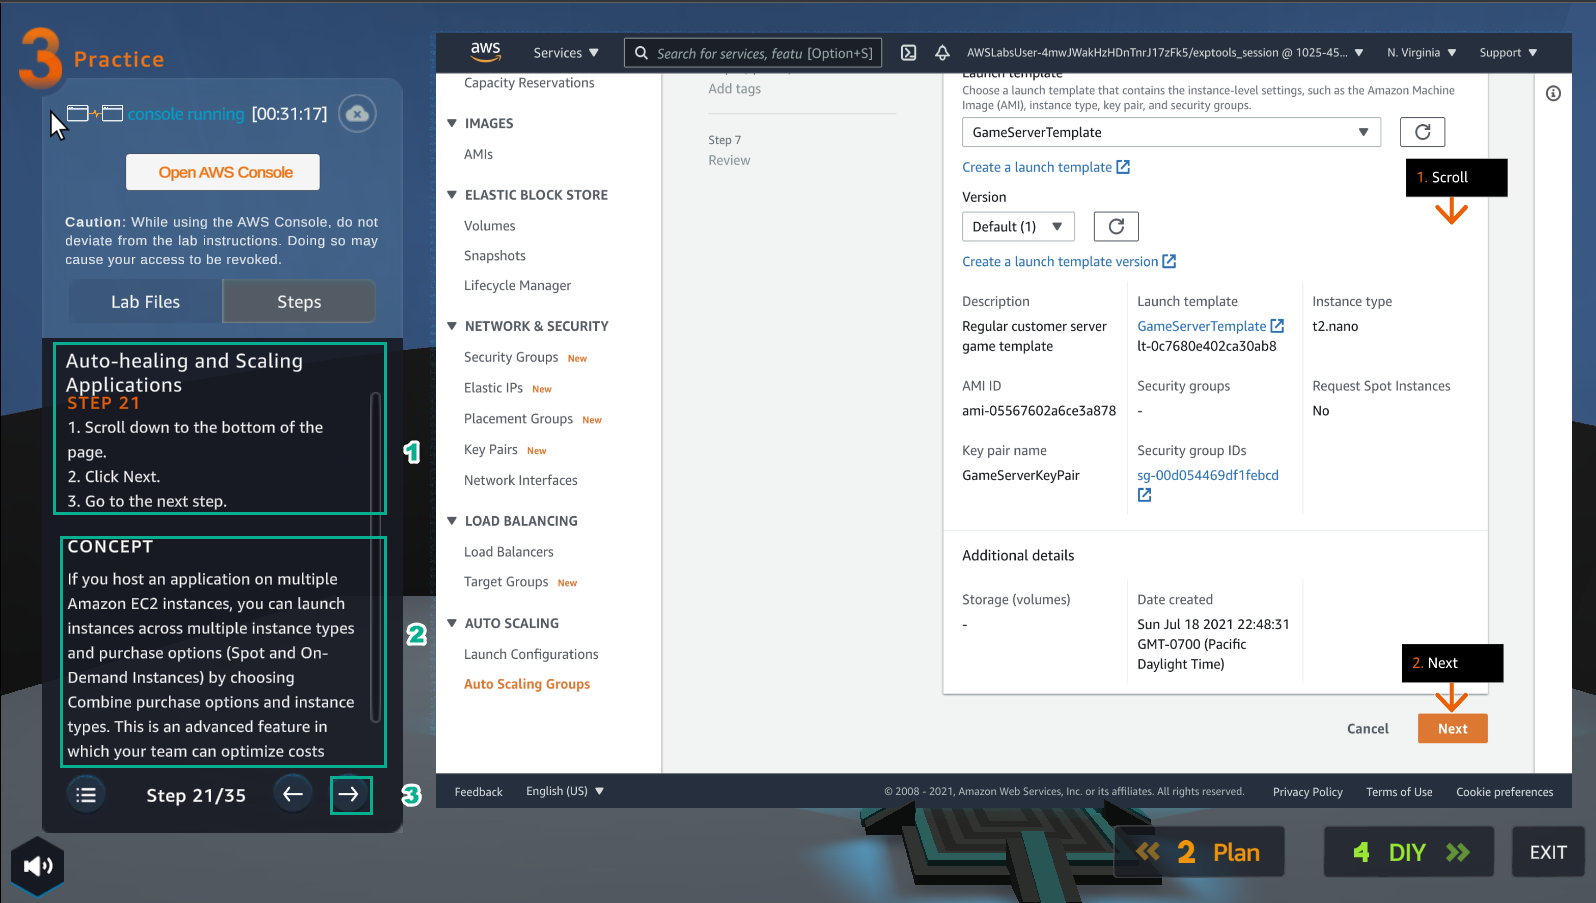 3 Practice
console running [00:31:17]
Open AWS Console
Caution: While using the AWS Console, do not
deviate from the lab instructions. Doing so may
cause your access to be revoked.
Lab Files
Steps
Auto-healing and Scaling
Applications
STEP 21
1. Scroll down to the bottom of the
page.
2. Click Next.
3. Go to the next step.
1
CONCEPT
If you host an application on multiple
Amazon EC2 instances, you can launch
instances across multiple instance types
and purchase options (Spot and On-
Demand Instances) by choosing
Combine purchase options and instance
types. This is an advanced feature in
which your team can optimize costs
2
Step 21/35
3
aws
Services
Search for services, featu [Option+S]
AWSLabsUser-4mwJWakHzHDnTnrJ17zFk5/exptools_session @ 1025-45...
N. Virginia
Support
Capacity Reservations
IMAGES
AMIs
ELASTIC BLOCK STORE
Volumes
Snapshots
Lifecycle Manager
NETWORK & SECURITY
Security Groups New
Elastic IPs New
Placement Groups New
Key Pairs New
Network Interfaces
LOAD BALANCING
Load Balancers
Target Groups New
AUTO SCALING
Launch Configurations
Auto Scaling Groups
Add tags
Step 7
Review
Launch template
Choose a launch template that contains the instance-level settings, such as the Amazon Machine
Image (AMI), instance type, key pair, and security groups.
GameServerTemplate
Create a launch template
1. Scroll
Version
Default (1)
Create a launch template version
Description
Regular customer server
game template
Launch template
GameServerTemplate
lt-0c7680e402ca30ab8
Instance type
t2.nano
AMI ID
ami-05567602a6ce3a878
Security groups
-
Request Spot Instances
No
Key pair name
GameServerKeyPair
Security group IDs
sg-00d054469df1febcd
Additional details
Storage (volumes)
-
Date created
Sun Jul 18 2021 22:48:31
GMT-0700 (Pacific
Daylight Time)
2. Next
Cancel
Next
Feedback
English (US)
© 2008 - 2021, Amazon Web Services, Inc. or its affiliates. All rights reserved.
Privacy Policy
Terms of Use
Cookie preferences
2 Plan
4 DIY
EXIT